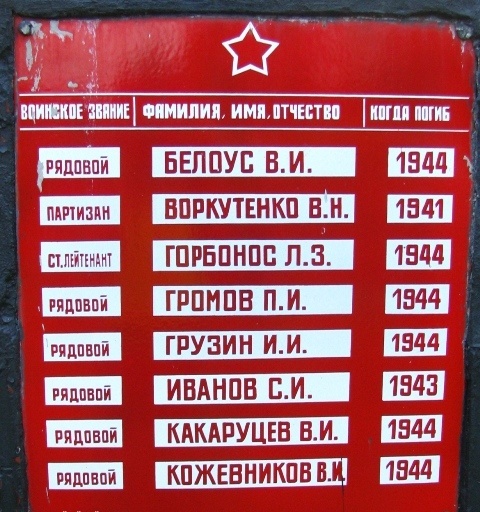 ВОИНСКОЕ ЗВАНИЕ ФАМИЛИЯ, ИМЯ, ОТЧЕСТВО КОГДА ПОГИБ
РЯДОВОЙ БЕЛОУС В.И. 1944
ПАРТИЗАН ВОРКУТЕНКО В.Н. 1941
СТ.ЛЕЙТЕНАНТ ГОРБОНОС Л.З. 1944
РЯДОВОЙ ГРОМОВ П.И. 1944
РЯДОВОЙ ГРУЗИН И.И. 1944
РЯДОВОЙ ИВАНОВ С.И. 1943
РЯДОВОЙ КАКАРУЦЕВ В.И. 1944
РЯДОВОЙ КОЖЕВНИКОВ В.И. 1944